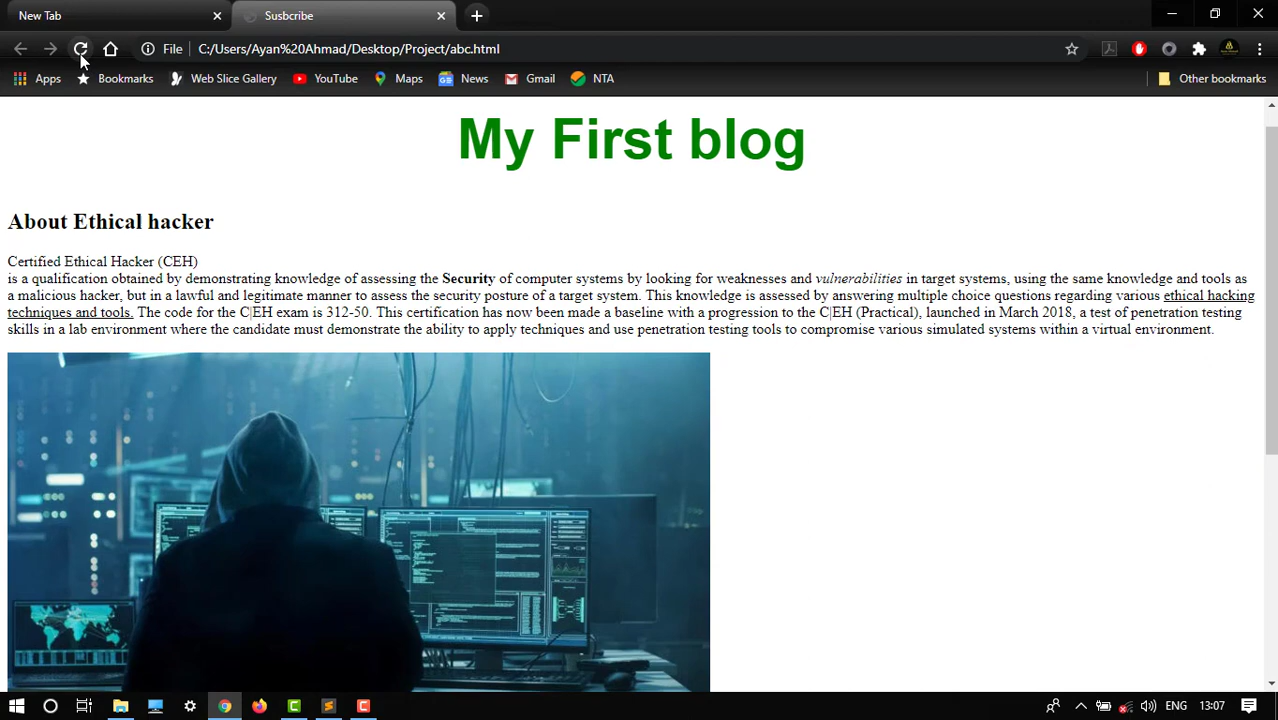 New Tab
Susbcribe
File
C:/Users/Ayan%20Ahmad/Desktop/Project/abc.html
Apps
Bookmarks
Web Slice Gallery
YouTube
Maps
News
Gmail
NTA
Other bookmarks
My First blog
About Ethical hacker
Certified Ethical Hacker (CEH)
is a qualification obtained by demonstrating knowledge of assessing the Security of computer systems by looking for weaknesses and vulnerabilities in target systems, using the same knowledge and tools as
a malicious hacker, but in a lawful and legitimate manner to assess the security posture of a target system. This knowledge is assessed by answering multiple choice questions regarding various ethical hacking
techniques and tools. The code for the C|EH exam is 312-50. This certification has now been made a baseline with a progression to the C|EH (Practical), launched in March 2018, a test of penetration testing
skills in a lab environment where the candidate must demonstrate the ability to apply techniques and use penetration testing tools to compromise various simulated systems within a virtual environment.
ENG
13:07